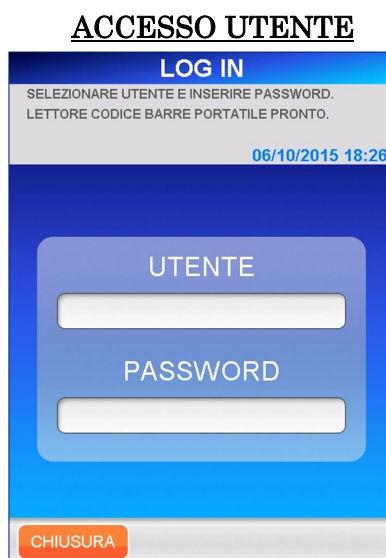 ACCESSO UTENTE
LOG IN
SELEZIONARE UTENTE E INSERIRE PASSWORD.
LETTORE CODICE BARRE PORTATILE PRONTO.
06/10/2015 18:26
UTENTE
PASSWORD
CHIUSURA